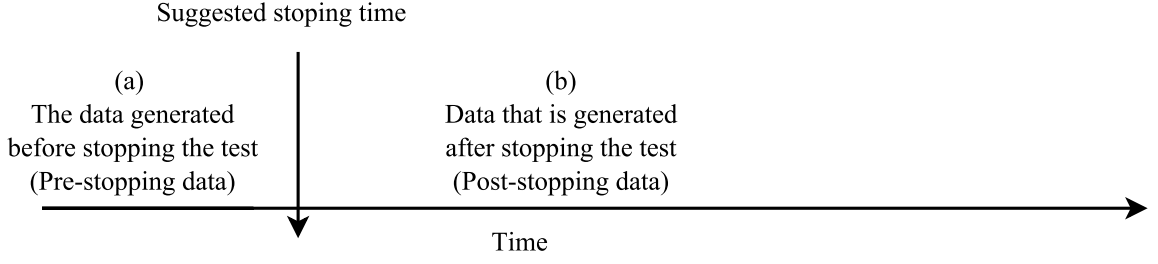 Suggested stoping time
(a)
The data generated
before stopping the test
(Pre-stopping data)
(b)
Data that is generated
after stopping the test
(Post-stopping data)
Time